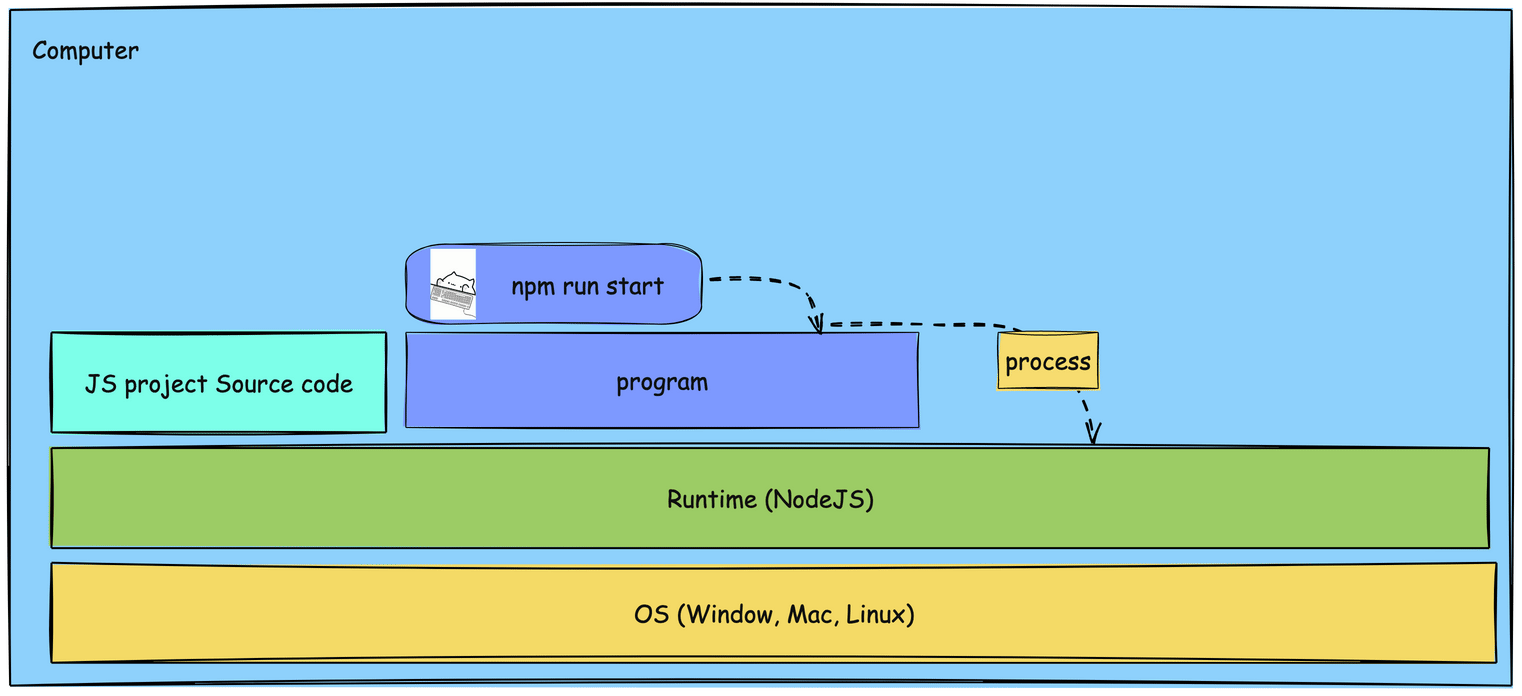 Computer
npm run start
JS project Source code
program
process
Runtime (NodeJS)
OS (Window, Mac, Linux)